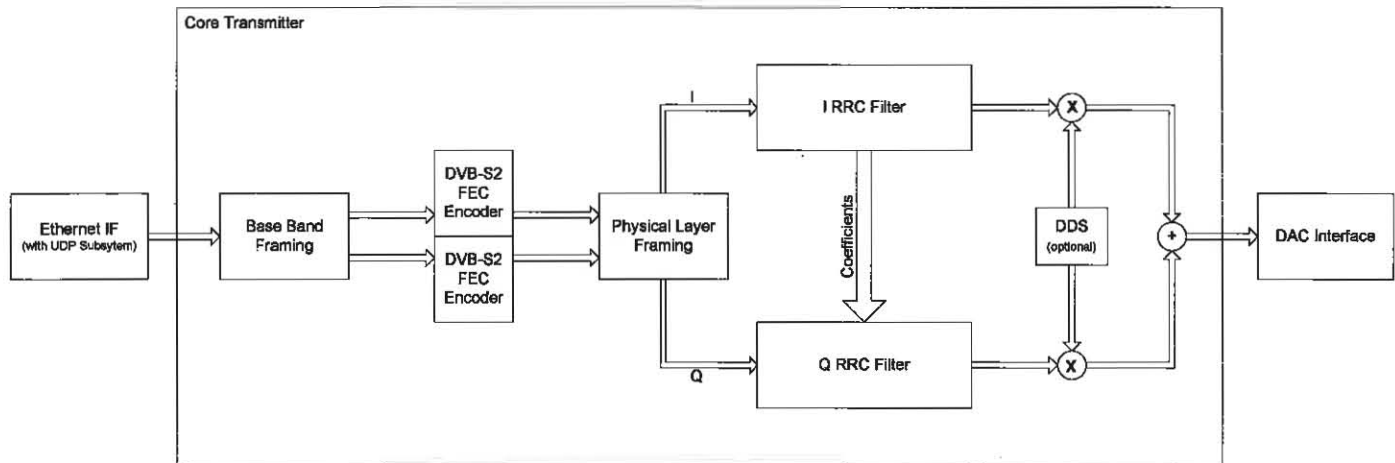 Core Transmitter
Ethernet IF
(with UDP Subsytem)
Base Band
Framing
DVB-S2
FEC
Encoder
DVB-S2
FEC
Encoder
Physical Layer
Framing
I
Q
I RRC Filter
Coefficients
Q RRC Filter
X
DDS
(optional)
X
+
DAC Interface